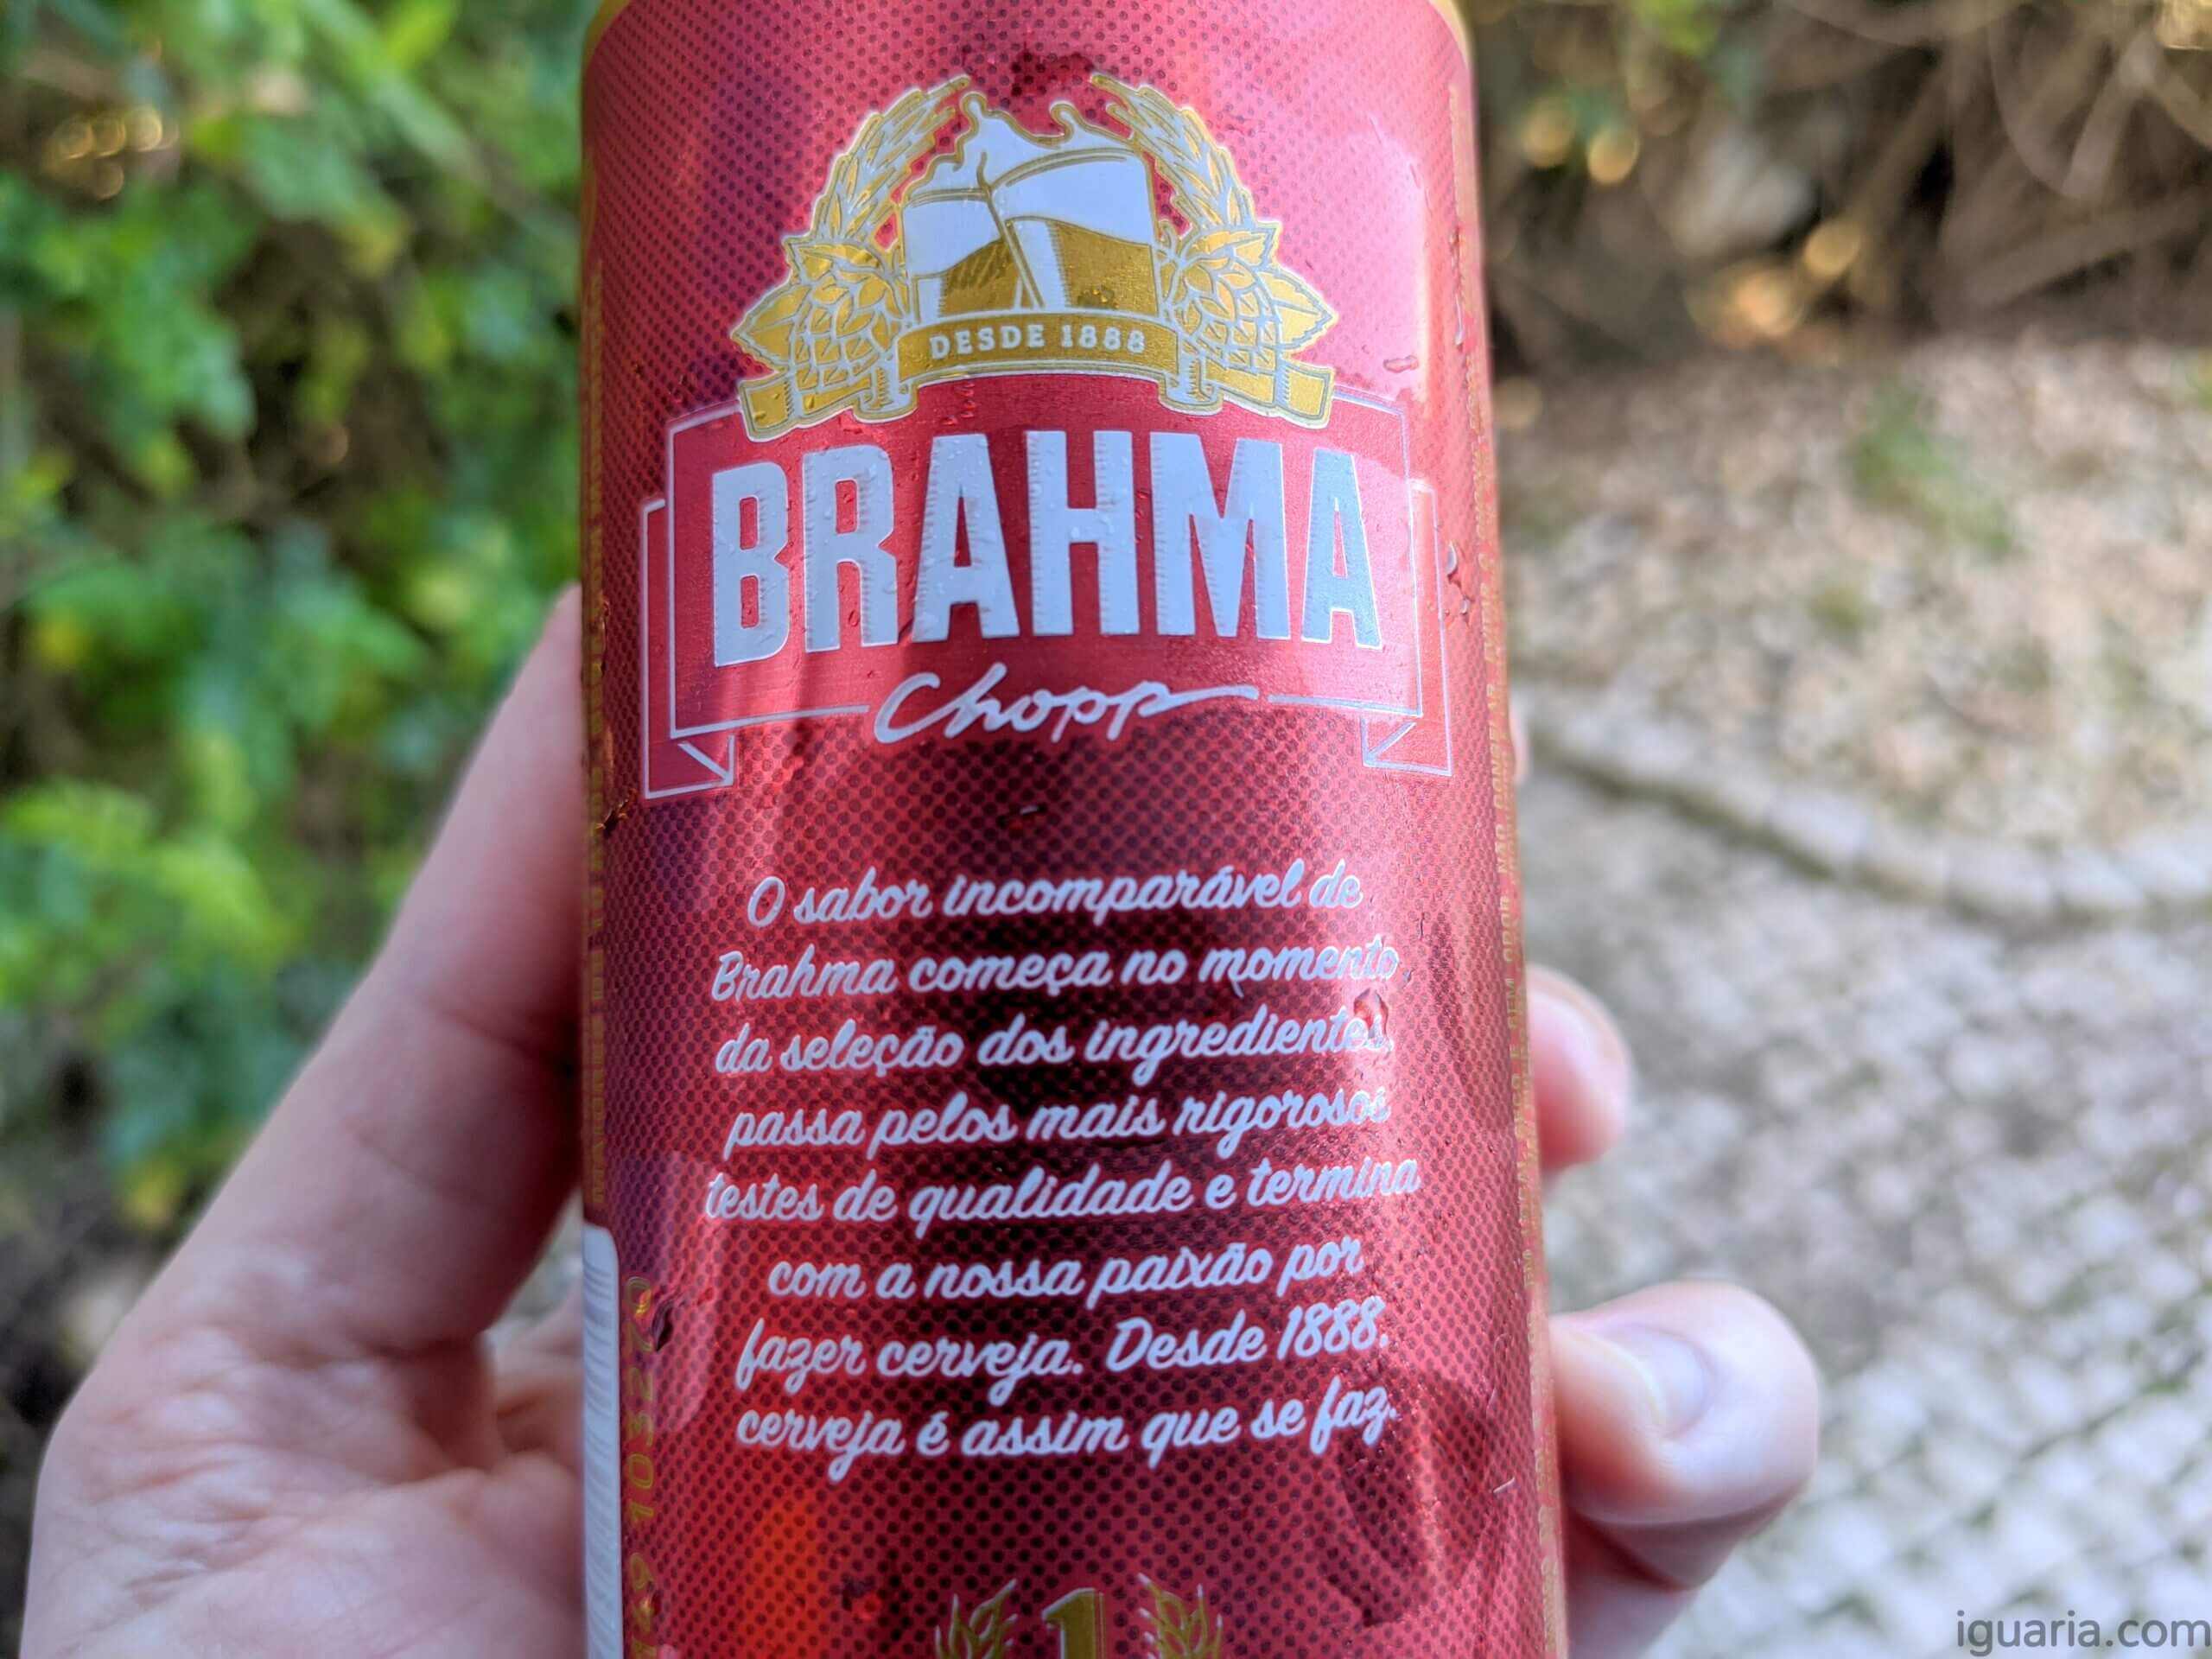 DESDE 1888
BRAHMA
Chopp
O sabor incomparável de
Brahma começa no momento
da seleção dos ingredientes,
passa pelos mais rigorosos
testes de qualidade e termina
com a nossa paixão por
fazer cerveja. Desde 1888,
cerveja é assim que se faz.
1
iguaria.com